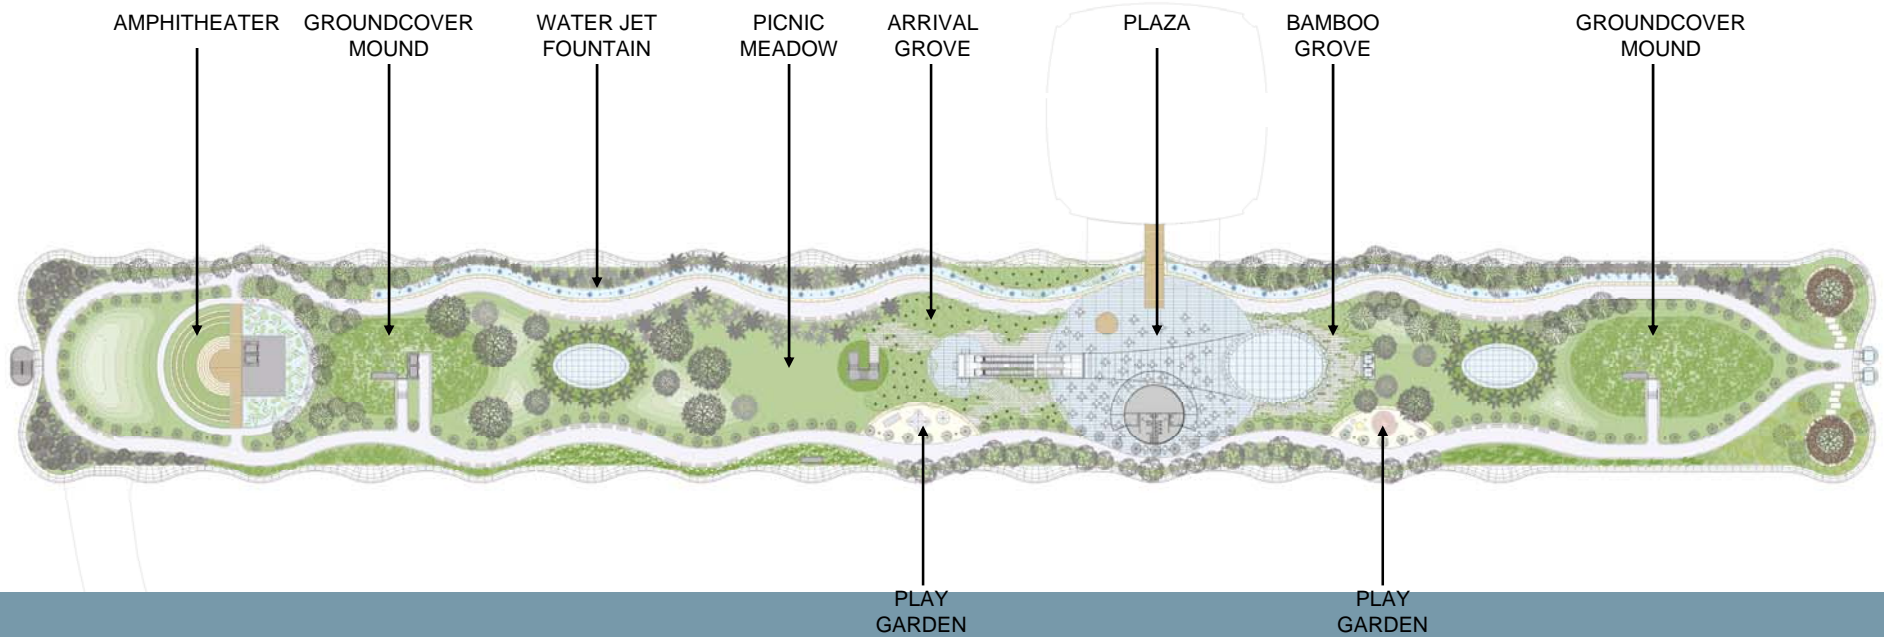 AMPHITHEATER
GROUNDCOVER
MOUND
WATER JET
FOUNTAIN
PICNIC
MEADOW
ARRIVAL
GROVE
PLAZA
BAMBOO
GROVE
GROUNDCOVER
MOUND
PLAY
GARDEN
PLAY
GARDEN